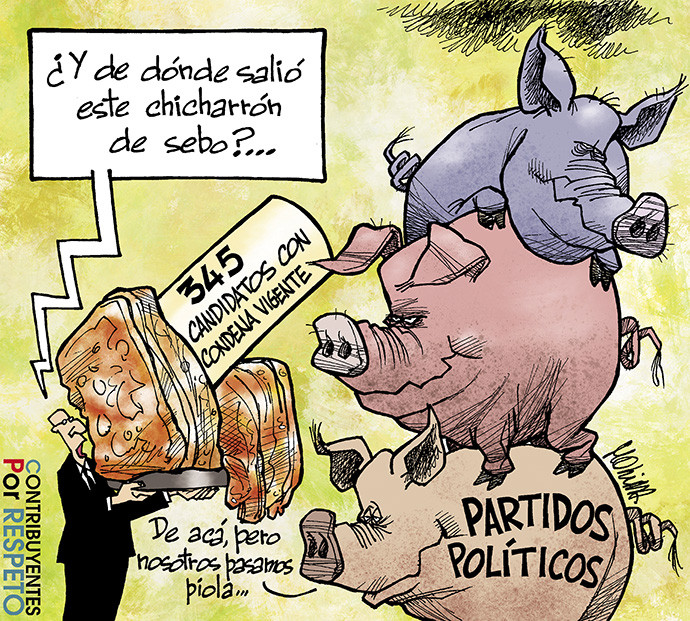 ¿Y de dónde salió
este chicharrón
de sebo?...
345
CANDIDATOS CON
CONDENA VIGENTE
De acá, pero
nosotros pasamos
piola...
PARTIDOS
POLÍTICOS
MOLINA.
CONTRIBUYENTES
Por RESPETO